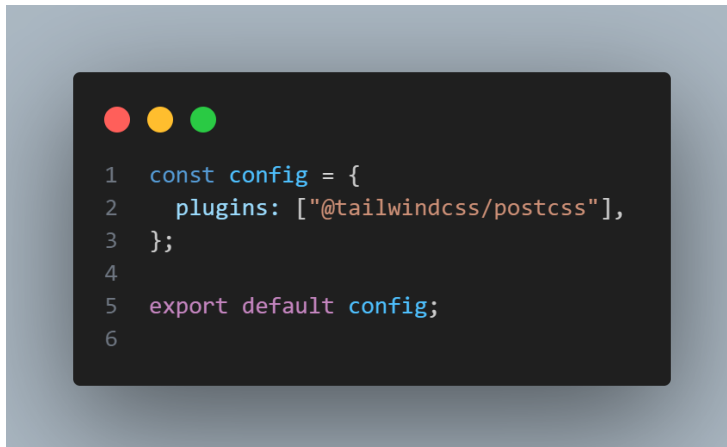 1 const config = {
2   plugins: ["@tailwindcss/postcss"],
3 };
4
5 export default config;
6